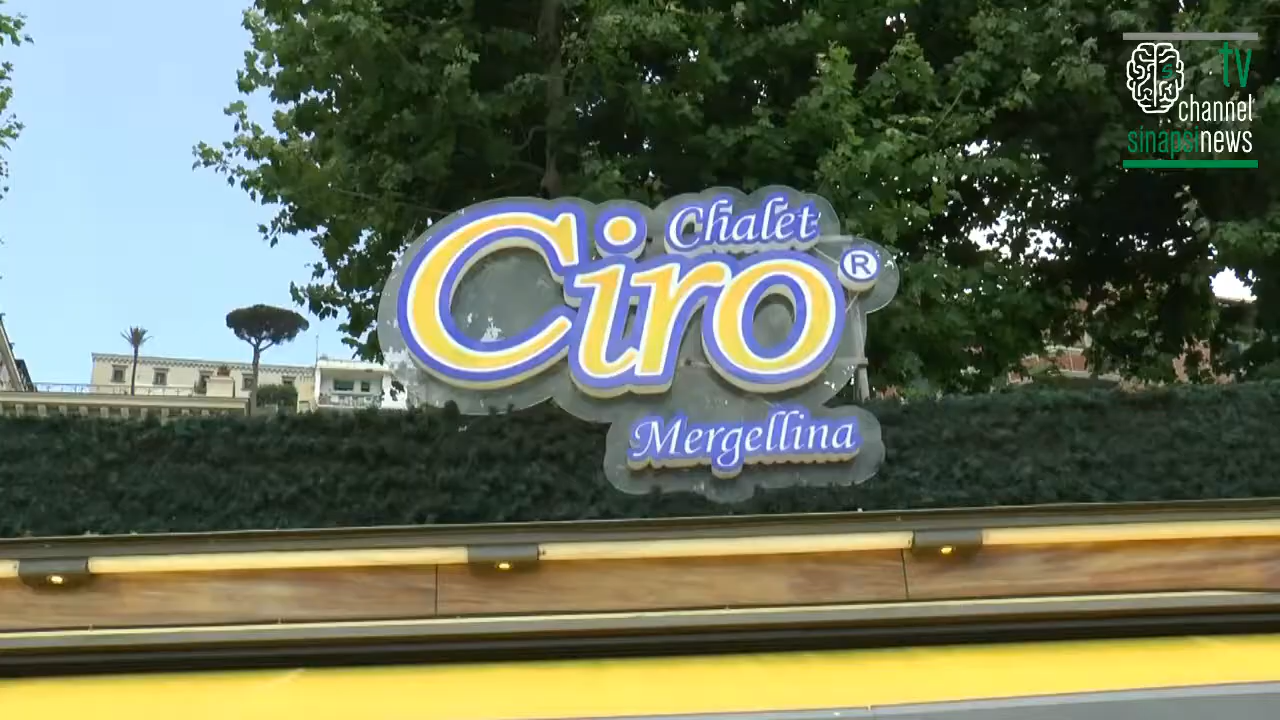 Chalet
Ciro®
Mergellina
tv
channel
sinapsinews